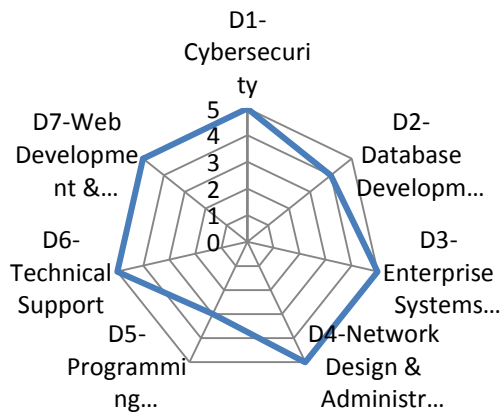 D1-
Cybersecuri
ty
D2-
Database
Developm...
D3-
Enterprise
Systems...
D4-Network
Design &
Administr...
D5-
Programmi
ng...
D6-
Technical
Support
D7-Web
Developme
nt &...
5
4
3
2
1
0